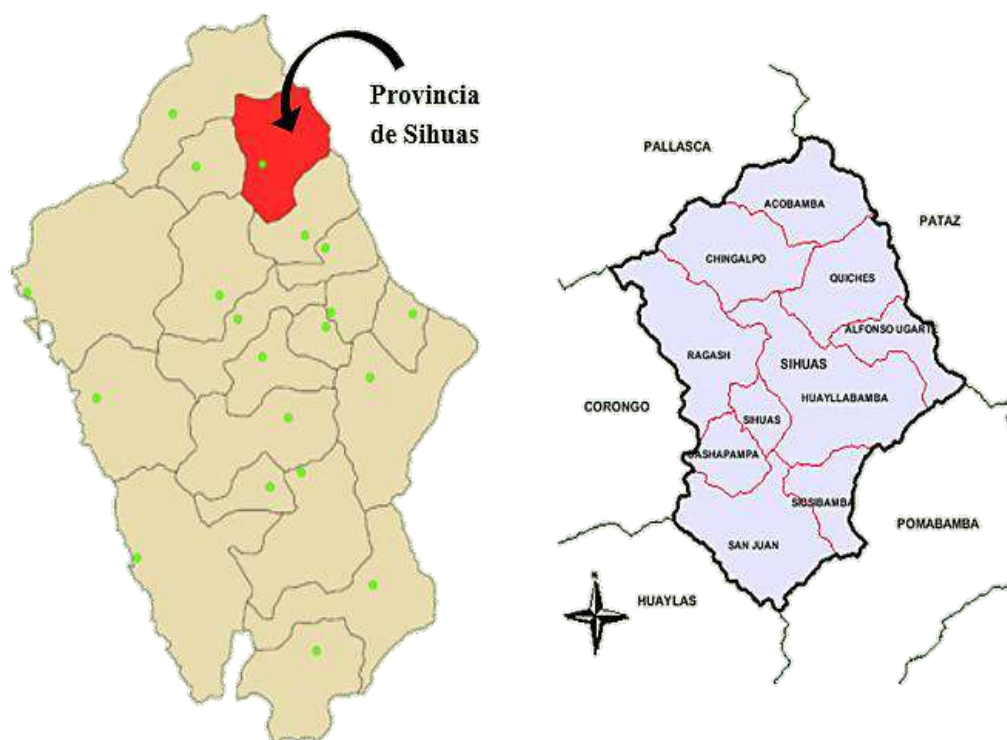 Provincia
de Sihuas
PALLASCA
ACOBAMBA
PATAZ
CHINGALPO
QUICHES
ALFONSO UGARTE
RAGASH
SIHUAS
HUAYLLABAMBA
CORONGO
SIHUAS
CASHAPAMPA
SICSIBAMBA
POMABAMBA
SAN JUAN
HUAYLAS